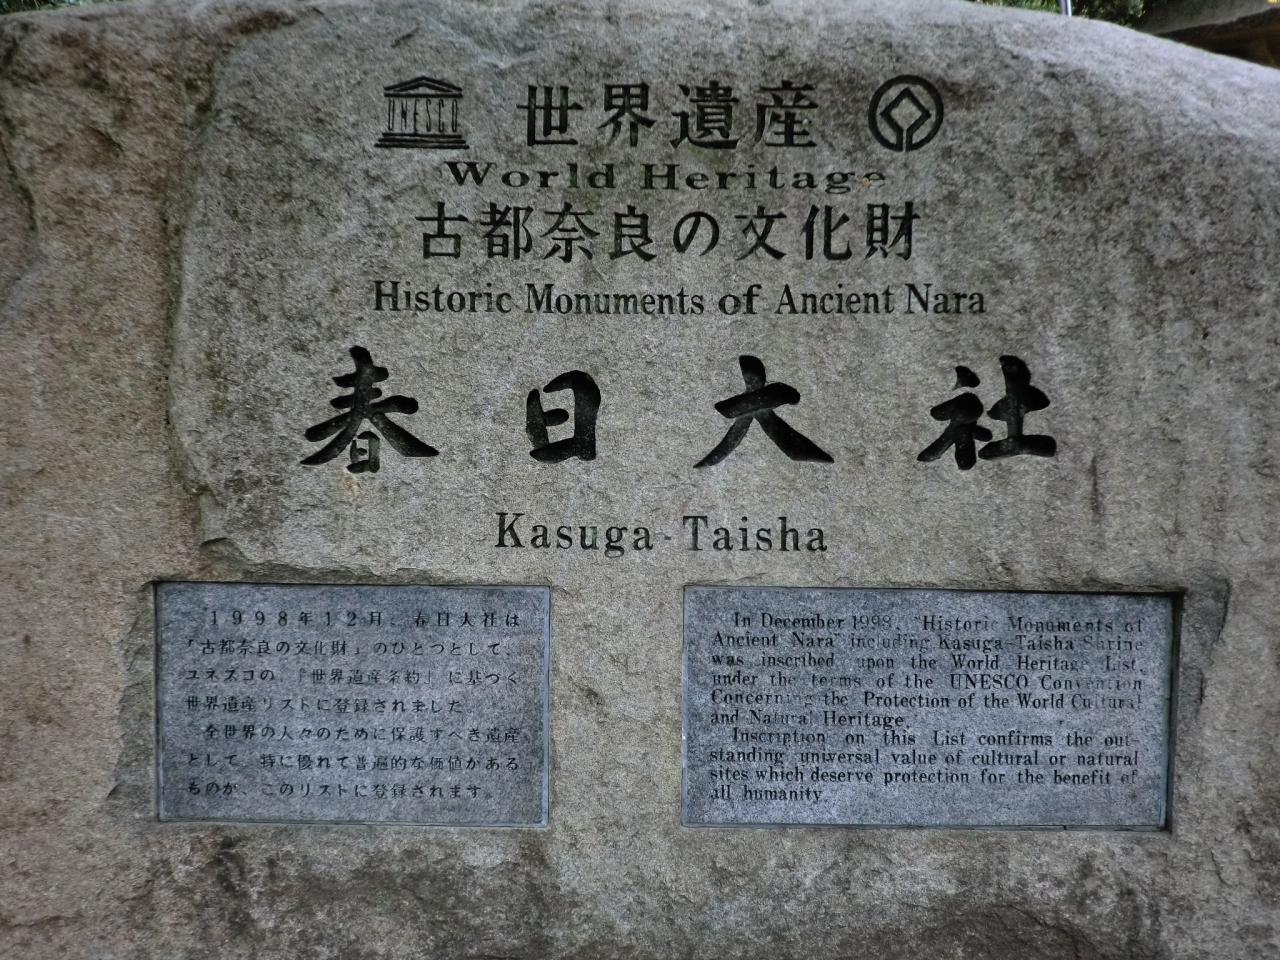 UNESCO
世界遺産
World Heritage
古都奈良の文化財
Historic Monuments of Ancient Nara
春日大社
Kasuga-Taisha
1998年12月、春日大社は
「古都奈良の文化財」のひとつとして、
ユネスコの、「世界遺産条約」に基づく
世界遺産リストに登録されました。
全世界の人々のために保護すべき遺産
として、特に優れて普遍的な価値がある
ものが、このリストに登録されます。
In December 1998, "Historic Monuments of
Ancient Nara" including Kasuga-Taisha Shrine
was inscribed upon the World Heritage List,
under the terms of the UNESCO Convention
Concerning the Protection of the World Cultural
and Natural Heritage.
Inscription on this List confirms the out-
standing universal value of cultural or natural
sites which deserve protection for the benefit of
all humanity.